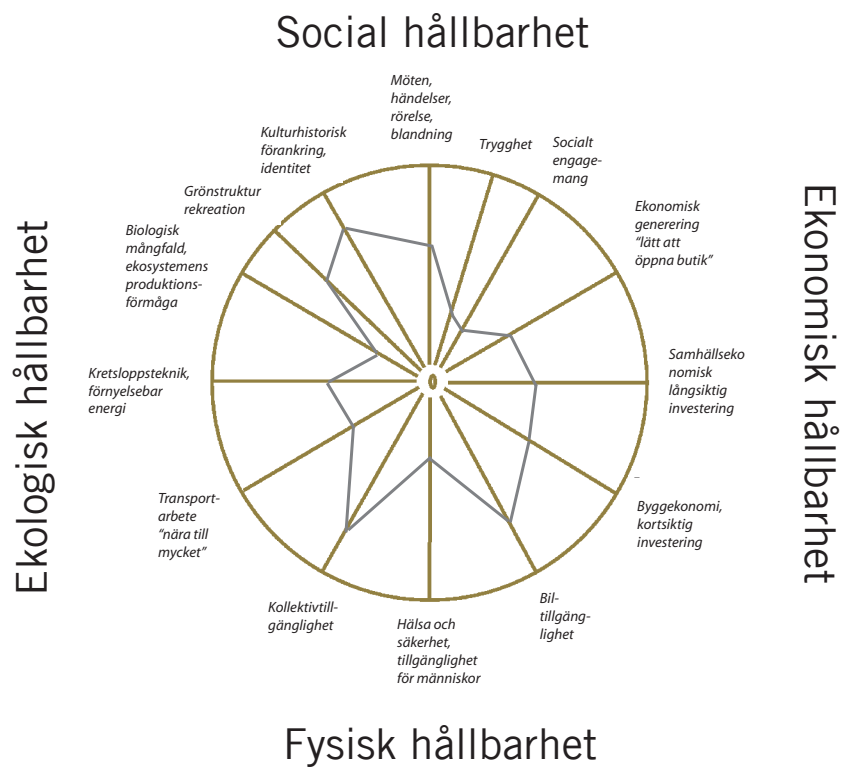 Social hållbarhet
Möten,
händelser,
rörelse,
blandning
Trygghet
Socialt
engage-
mang
Ekonomisk
generering
"lätt att
öppna butik"
Ekonomisk hållbarhet
Samhällseko
nomisk
långsiktig
investering
Byggekonomi,
kortsiktig
investering
Bil-
tillgäng-
lighet
Hälsa och
säkerhet,
tillgänglighet
för människor
Fysisk hållbarhet
Kollektivtill-
gänglighet
Transport-
arbete
"nära till
mycket"
Kretsloppsteknik,
förnyelsebar
energi
Ekologisk hållbarhet
Biologisk
mångfald,
ekosystemens
produktions-
förmåga
Grönstruktur
rekreation
Kulturhistorisk
förankring,
identitet
0